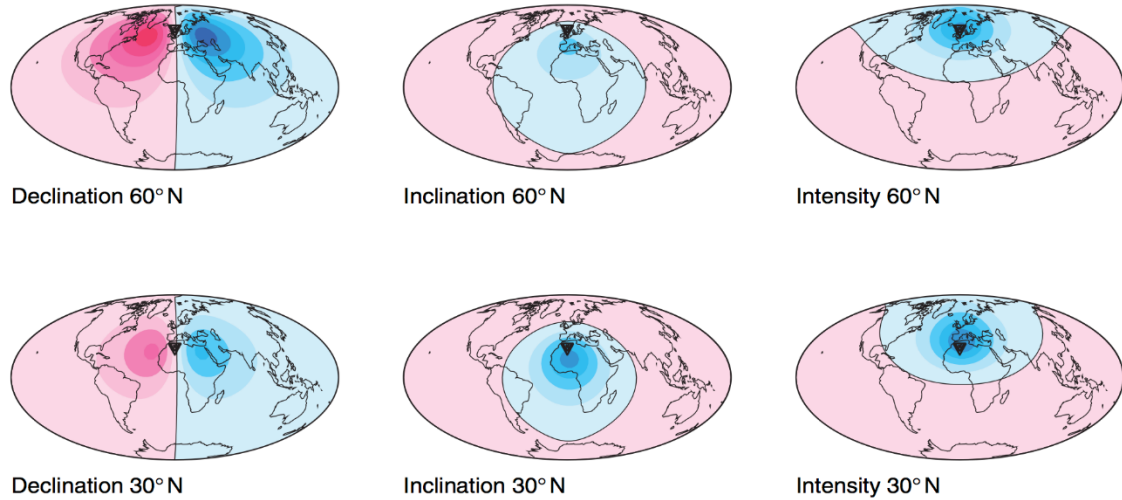 Declination 60° N
Inclination 60° N
Intensity 60° N
Declination 30° N
Inclination 30° N
Intensity 30° N